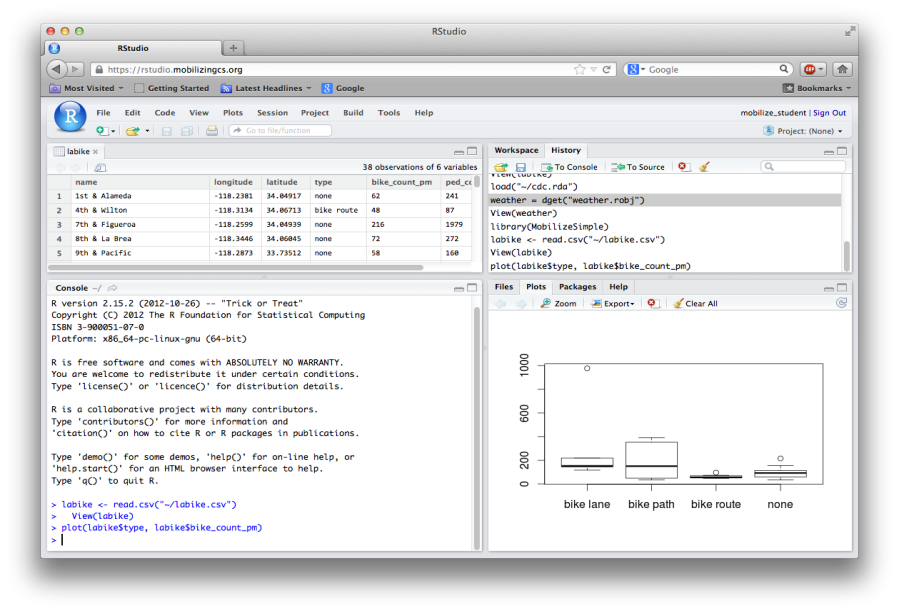 RStudio
RStudio
https://rstudio.mobilizingcs.org
Google
Most Visited
Getting Started
Latest Headlines
Google
Bookmarks
R
File Edit Code View Plots Session Project Build Tools Help
mobilize_student | Sign Out
Go to file/function
Project: (None)
labike
38 observations of 6 variables
name longitude latitude type bike_count_pm ped_co
1 1st & Alameda -118.2381 34.04917 none 62 241
2 4th & Wilton -118.3134 34.06713 bike route 48 87
3 7th & Figueroa -118.2599 34.04939 none 216 1979
4 8th & La Brea -118.3446 34.06045 none 72 272
5 9th & Pacific -118.2873 33.73512 none 58 160
Workspace History
To Console To Source
View(labike)
load("~/cdc.rda")
weather = dget("weather.robj")
View(weather)
library(MobilizeSimple)
labike <- read.csv("~/labike.csv")
View(labike)
plot(labike$type, labike$bike_count_pm)
Console ~/
R version 2.15.2 (2012-10-26) -- "Trick or Treat"
Copyright (C) 2012 The R Foundation for Statistical Computing
ISBN 3-900051-07-0
Platform: x86_64-pc-linux-gnu (64-bit)
R is free software and comes with ABSOLUTELY NO WARRANTY.
You are welcome to redistribute it under certain conditions.
Type 'license()' or 'licence()' for distribution details.
R is a collaborative project with many contributors.
Type 'contributors()' for more information and
'citation()' on how to cite R or R packages in publications.
Type 'demo()' for some demos, 'help()' for on-line help, or
'help.start()' for an HTML browser interface to help.
Type 'q()' to quit R.
> labike <- read.csv("~/labike.csv")
>   View(labike)
> plot(labike$type, labike$bike_count_pm)
>
Files Plots Packages Help
Zoom Export Clear All
1000
600
200
0
bike lane bike path bike route none